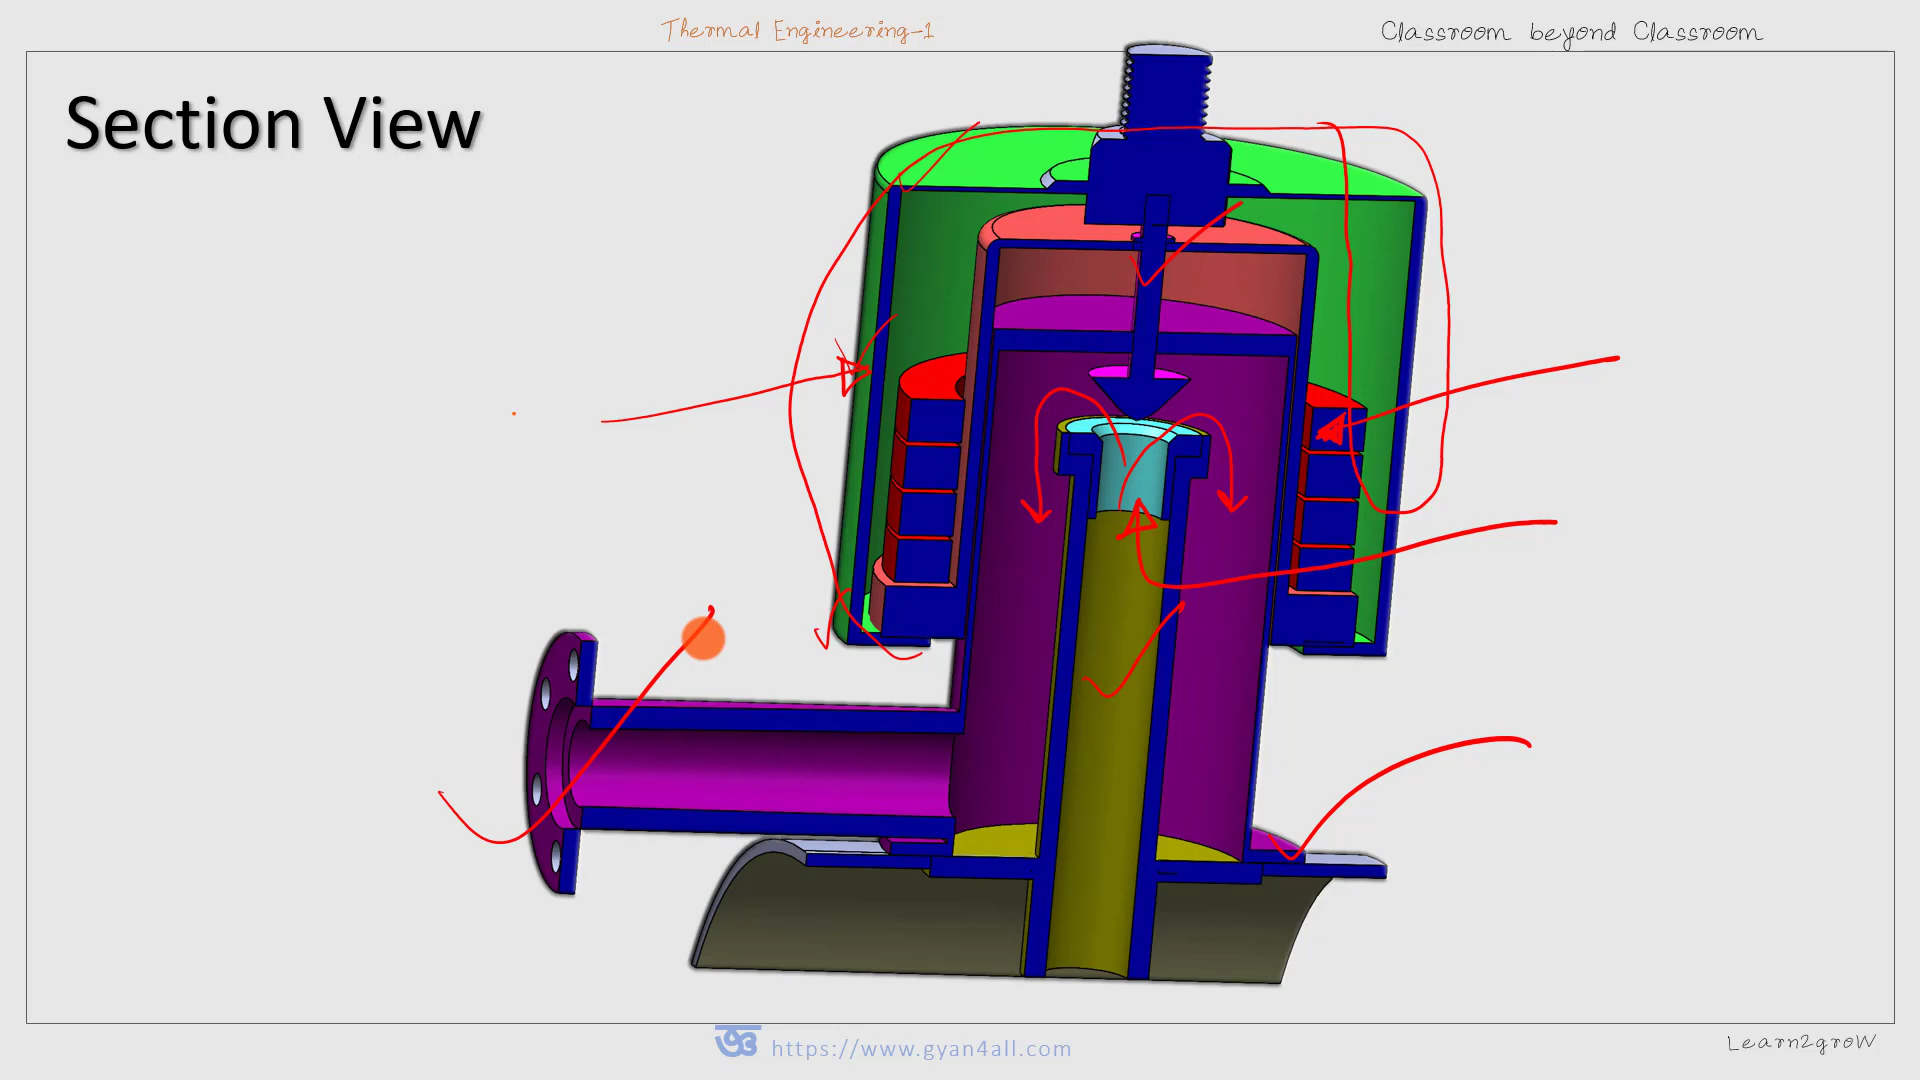 Thermal Engineering-1
Classroom beyond Classroom
Section View
https://www.gyan4all.com
Learn2groW